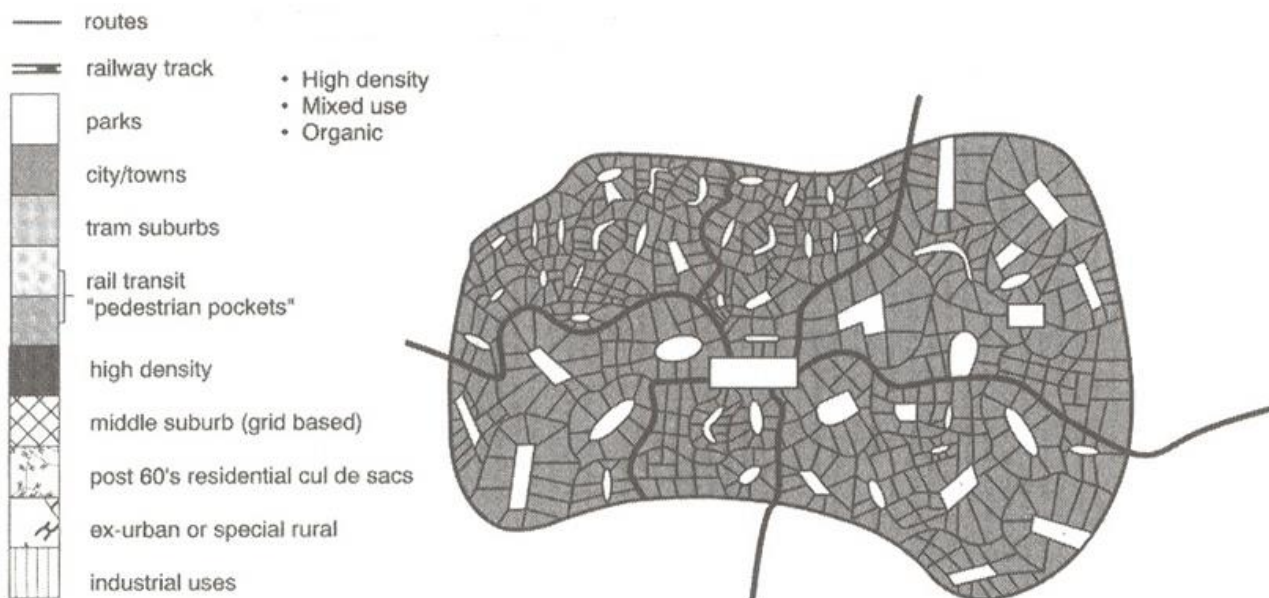 routes
railway track
parks
city/towns
tram suburbs
rail transit
"pedestrian pockets"
high density
middle suburb (grid based)
post 60's residential cul de sacs
ex-urban or special rural
industrial uses
• High density
• Mixed use
• Organic